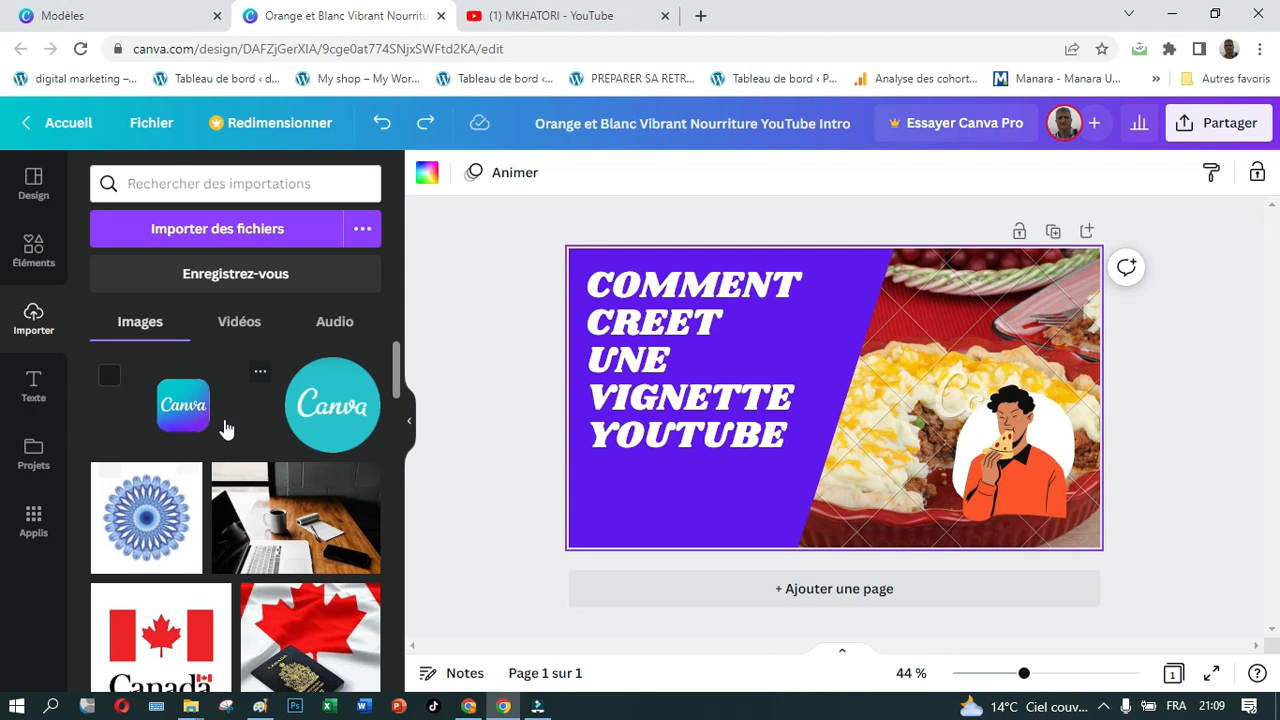 Modèles
Orange et Blanc Vibrant Nourritu
(1) MKHATORI - YouTube
canva.com/design/DAFZjGerXIA/9cge0at774SNjxSWFtd2KA/edit
digital marketing –...
Tableau de bord ‹ d...
My shop – My Wor...
Tableau de bord ‹...
PREPARER SA RETR...
Tableau de bord ‹ P...
Analyse des cohort...
Manara - Manara U...
»
Autres favoris
Accueil
Fichier
Redimensionner
Orange et Blanc Vibrant Nourriture YouTube Intro
Essayer Canva Pro
Partager
Design
Éléments
Importer
Texte
Projets
Applis
Rechercher des importations
Importer des fichiers
Enregistrez-vous
Images
Vidéos
Audio
Canva
Canva
Canada
Animer
COMMENT
CREET
UNE
VIGNETTE
YOUTUBE
+ Ajouter une page
Notes
Page 1 sur 1
44 %
1
14°C Ciel couv...
FRA
21:09